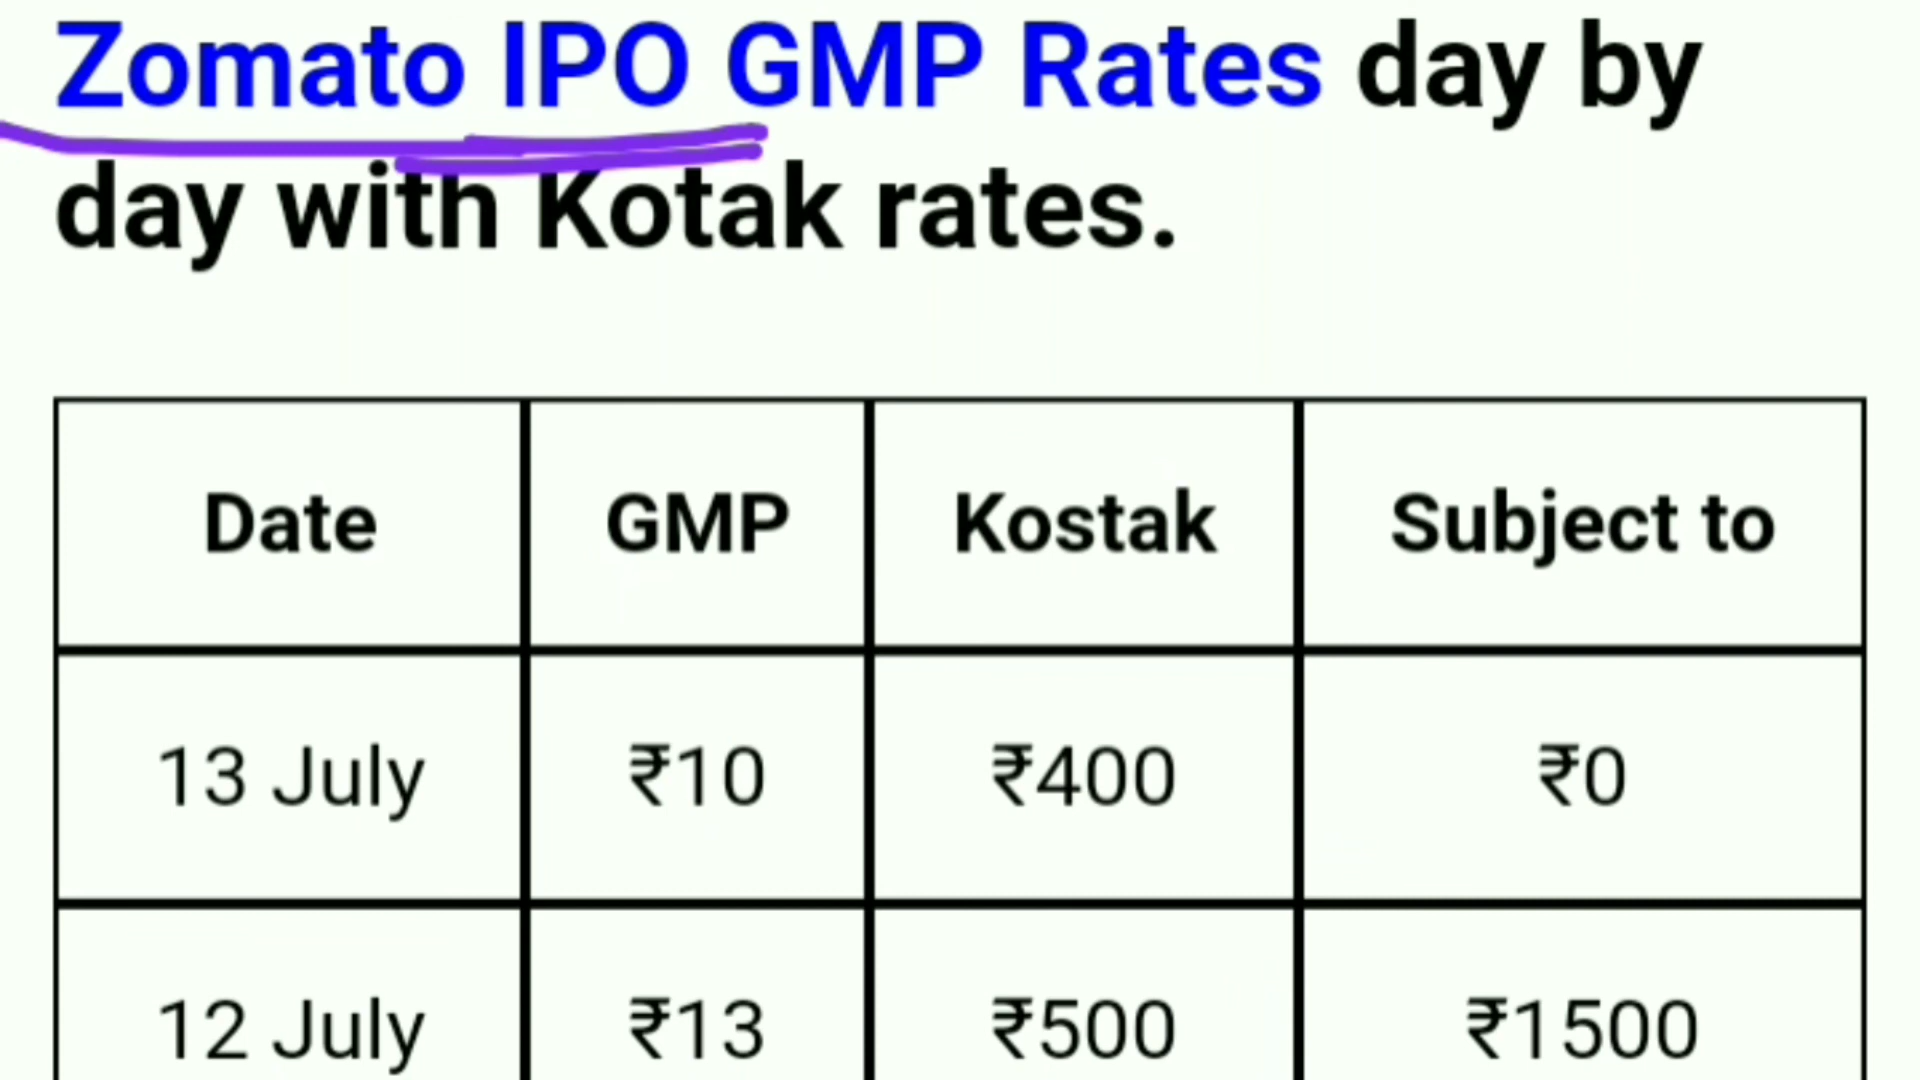 Zomato IPO GMP Rates day by
day with Kotak rates.
Date GMP Kostak Subject to
13 July ₹10 ₹400 ₹0
12 July ₹13 ₹500 ₹1500